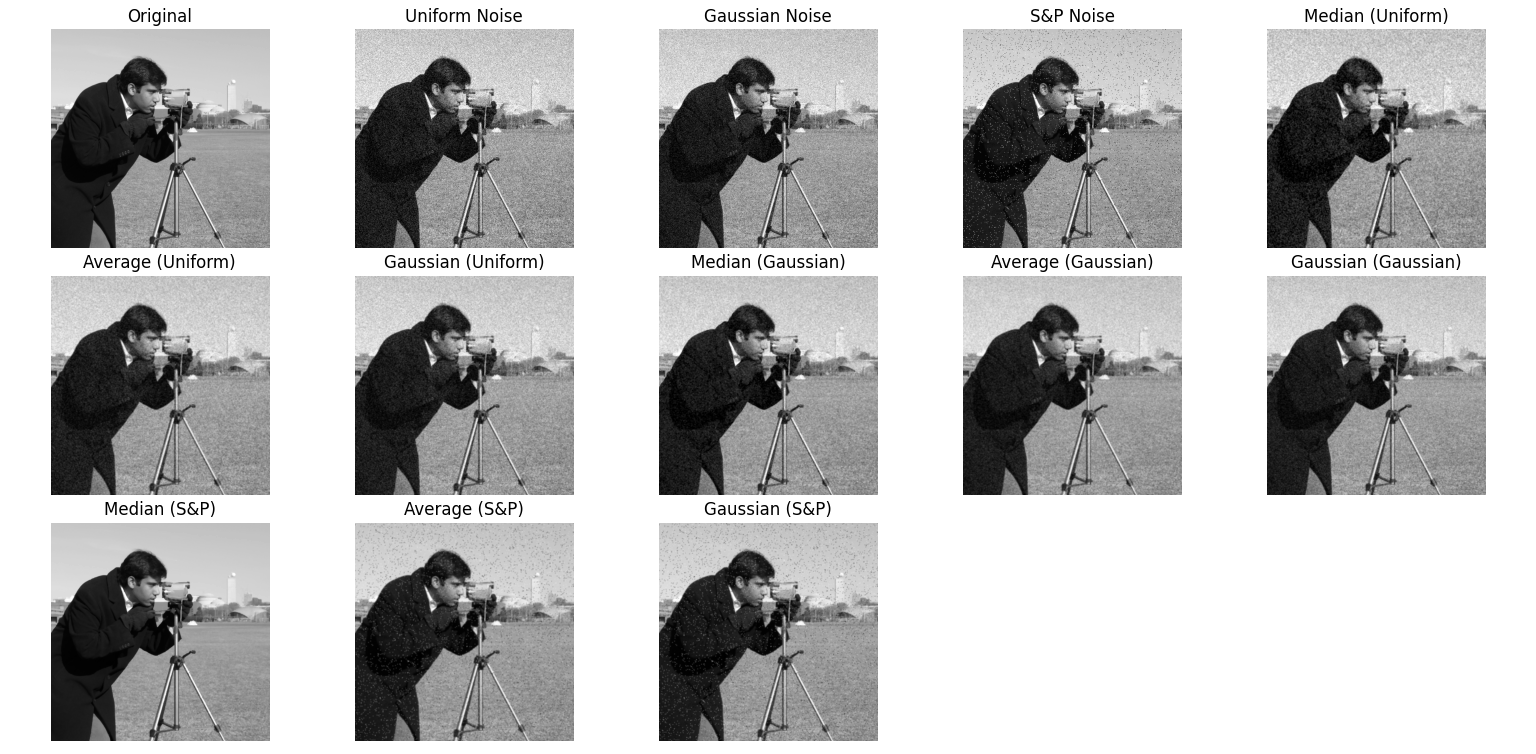 Original
Uniform Noise
Gaussian Noise
S&P Noise
Median (Uniform)
Average (Uniform)
Gaussian (Uniform)
Median (Gaussian)
Average (Gaussian)
Gaussian (Gaussian)
Median (S&P)
Average (S&P)
Gaussian (S&P)